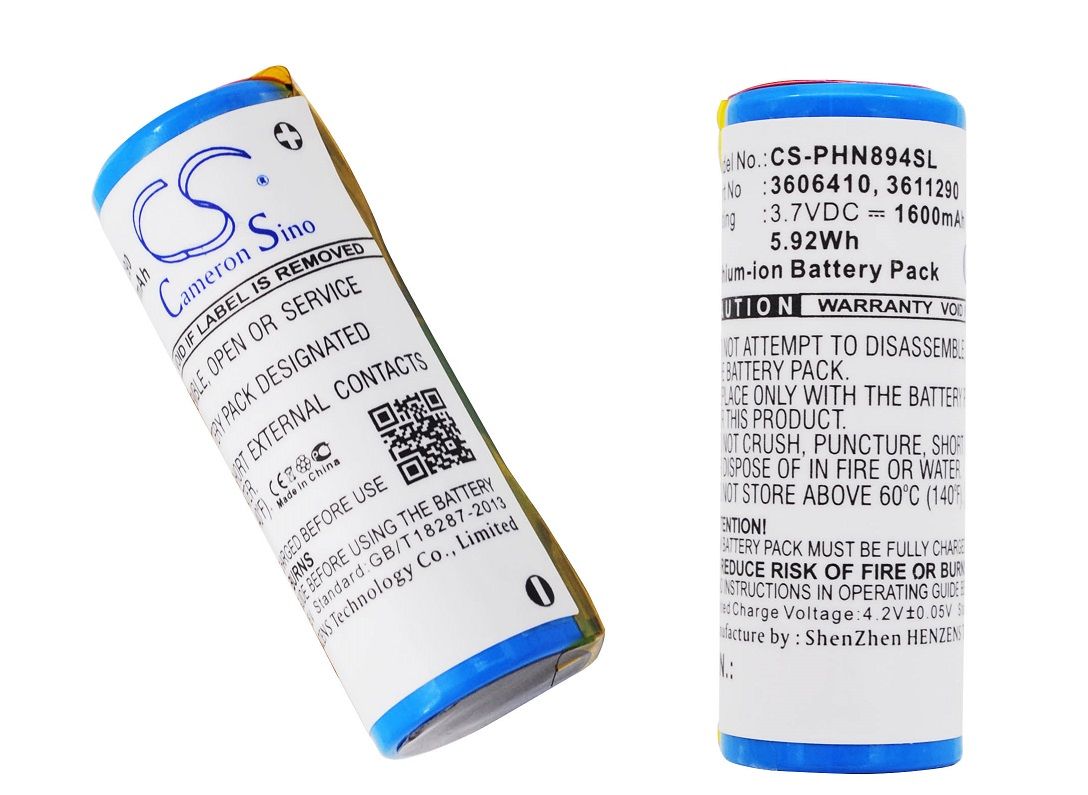 CS
®
Cameron Sino
IF LABEL IS REMOVED
OPEN OR SERVICE
PACK DESIGNATED
EXTERNAL CONTACTS
CE
Made in China
BEFORE USE
BEFORE USING THE BATTERY
Standard:GB/T18287-2013
Technology Co., Limited
No.: CS-PHN894SL
No : 3606410, 3611290
: 3.7VDC ⎓ 1600mAh
5.92Wh
Battery Pack
WARRANTY VOID
NOT ATTEMPT TO DISASSEMBLE
BATTERY PACK.
ONLY WITH THE BATTERY
THIS PRODUCT.
NOT CRUSH, PUNCTURE, SHORT
DISPOSE OF IN FIRE OR WATER.
NOT STORE ABOVE 60°C (140°F)
BATTERY PACK MUST BE FULLY
REDUCE RISK OF FIRE OR
INSTRUCTIONS IN OPERATING GUIDE
Charge Voltage:4.2V±0.05V
by : ShenZhen